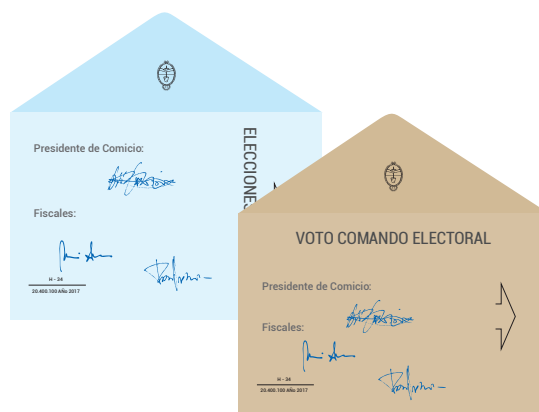 Presidente de Comicio:
Fiscales:
H - 24
20.400.100 Año 2017
ELECCIONES
VOTO COMANDO ELECTORAL
Presidente de Comicio:
Fiscales:
H - 34
20.400.100 Año 2017